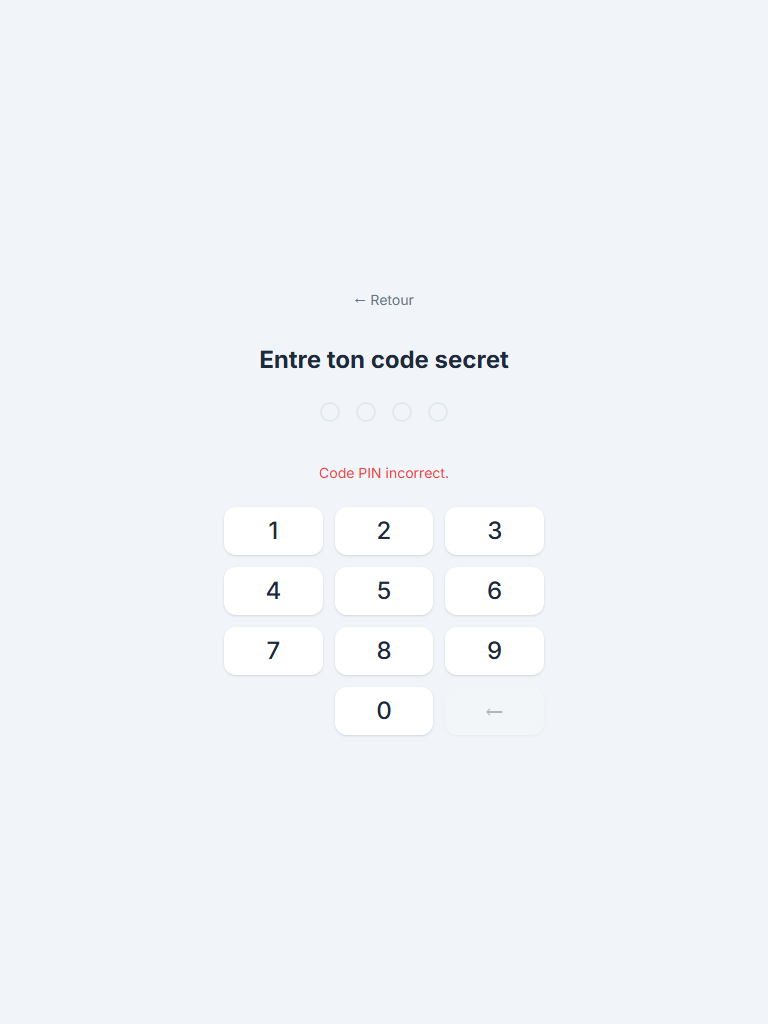 ← Retour
Entre ton code secret
Code PIN incorrect.
1 2 3
4 5 6
7 8 9
0 ←